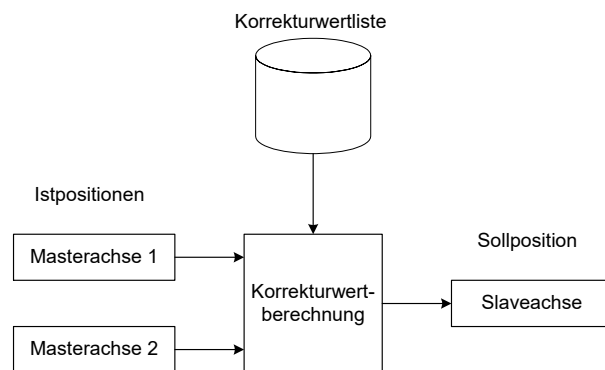 Korrekturwertliste
Istpositionen
Masterachse 1
Masterachse 2
Korrekturwert-
berechnung
Sollposition
Slaveachse